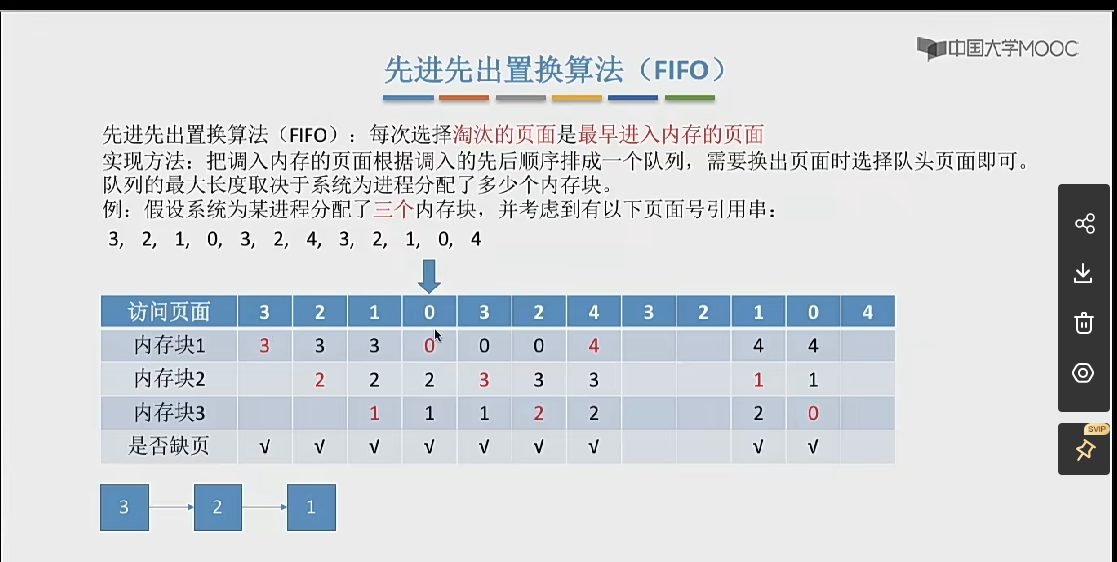 中国大学MOOC
先进先出置换算法（FIFO）
先进先出置换算法（FIFO）：每次选择淘汰的页面是最早进入内存的页面
实现方法：把调入内存的页面根据调入的先后顺序排成一个队列，需要换出页面时选择队头页面即可。
队列的最大长度取决于系统为进程分配了多少个内存块。
例：假设系统为某进程分配了三个内存块，并考虑到有以下页面号引用串：
3, 2, 1, 0, 3, 2, 4, 3, 2, 1, 0, 4
访问页面 3 2 1 0 3 2 4 3 2 1 0 4
内存块1 3 3 3 0 0 0 4 4 4
内存块2 2 2 2 3 3 3 1 1
内存块3 1 1 1 2 2 2 0
是否缺页 √ √ √ √ √ √ √ √ √
3 2 1
SVIP